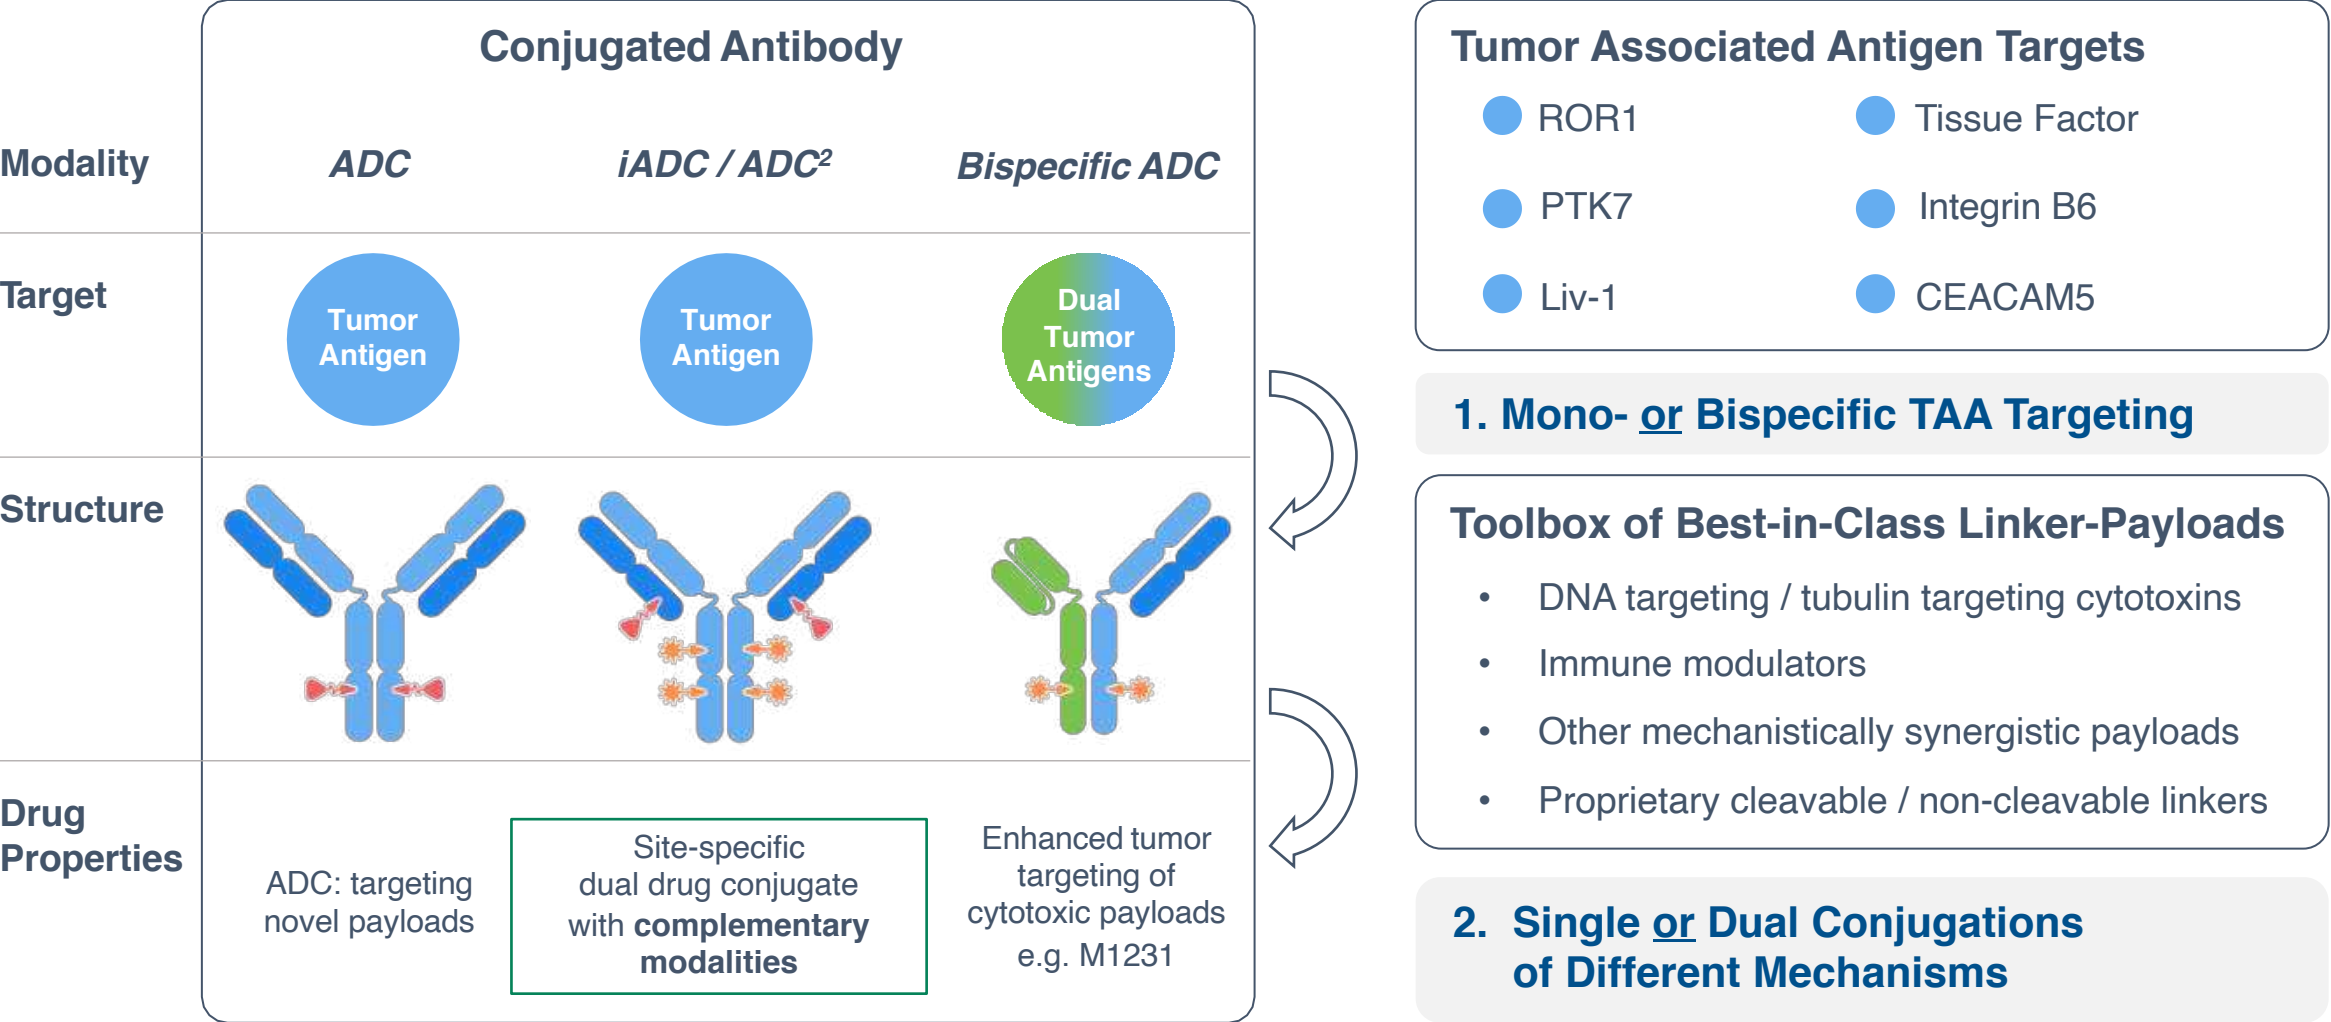 Conjugated Antibody
Modality
ADC
iADC / ADC²
Bispecific ADC
Target
Tumor
Antigen
Tumor
Antigen
Dual
Tumor
Antigens
Structure
Drug
Properties
ADC: targeting
novel payloads
Site-specific
dual drug conjugate
with complementary
modalities
Enhanced tumor
targeting of
cytotoxic payloads
e.g. M1231
Tumor Associated Antigen Targets
ROR1
Tissue Factor
PTK7
Integrin B6
Liv-1
CEACAM5
1. Mono- or Bispecific TAA Targeting
Toolbox of Best-in-Class Linker-Payloads
• DNA targeting / tubulin targeting cytotoxins
• Immune modulators
• Other mechanistically synergistic payloads
• Proprietary cleavable / non-cleavable linkers
2. Single or Dual Conjugations
of Different Mechanisms